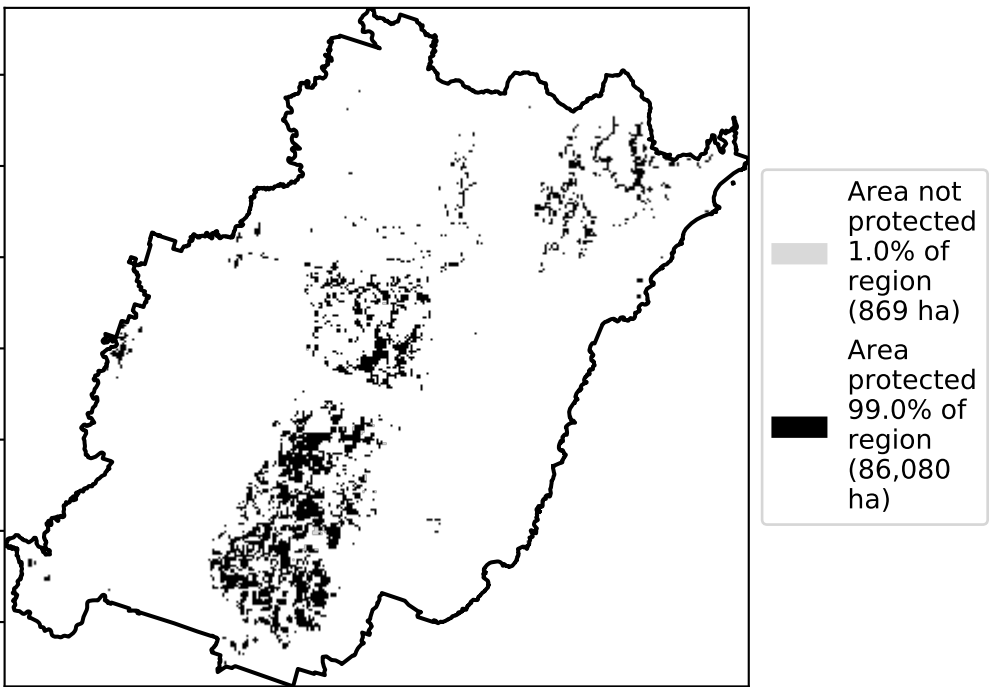 Area not
protected
1.0% of
region
(869 ha)
Area
protected
99.0% of
region
(86,080
ha)